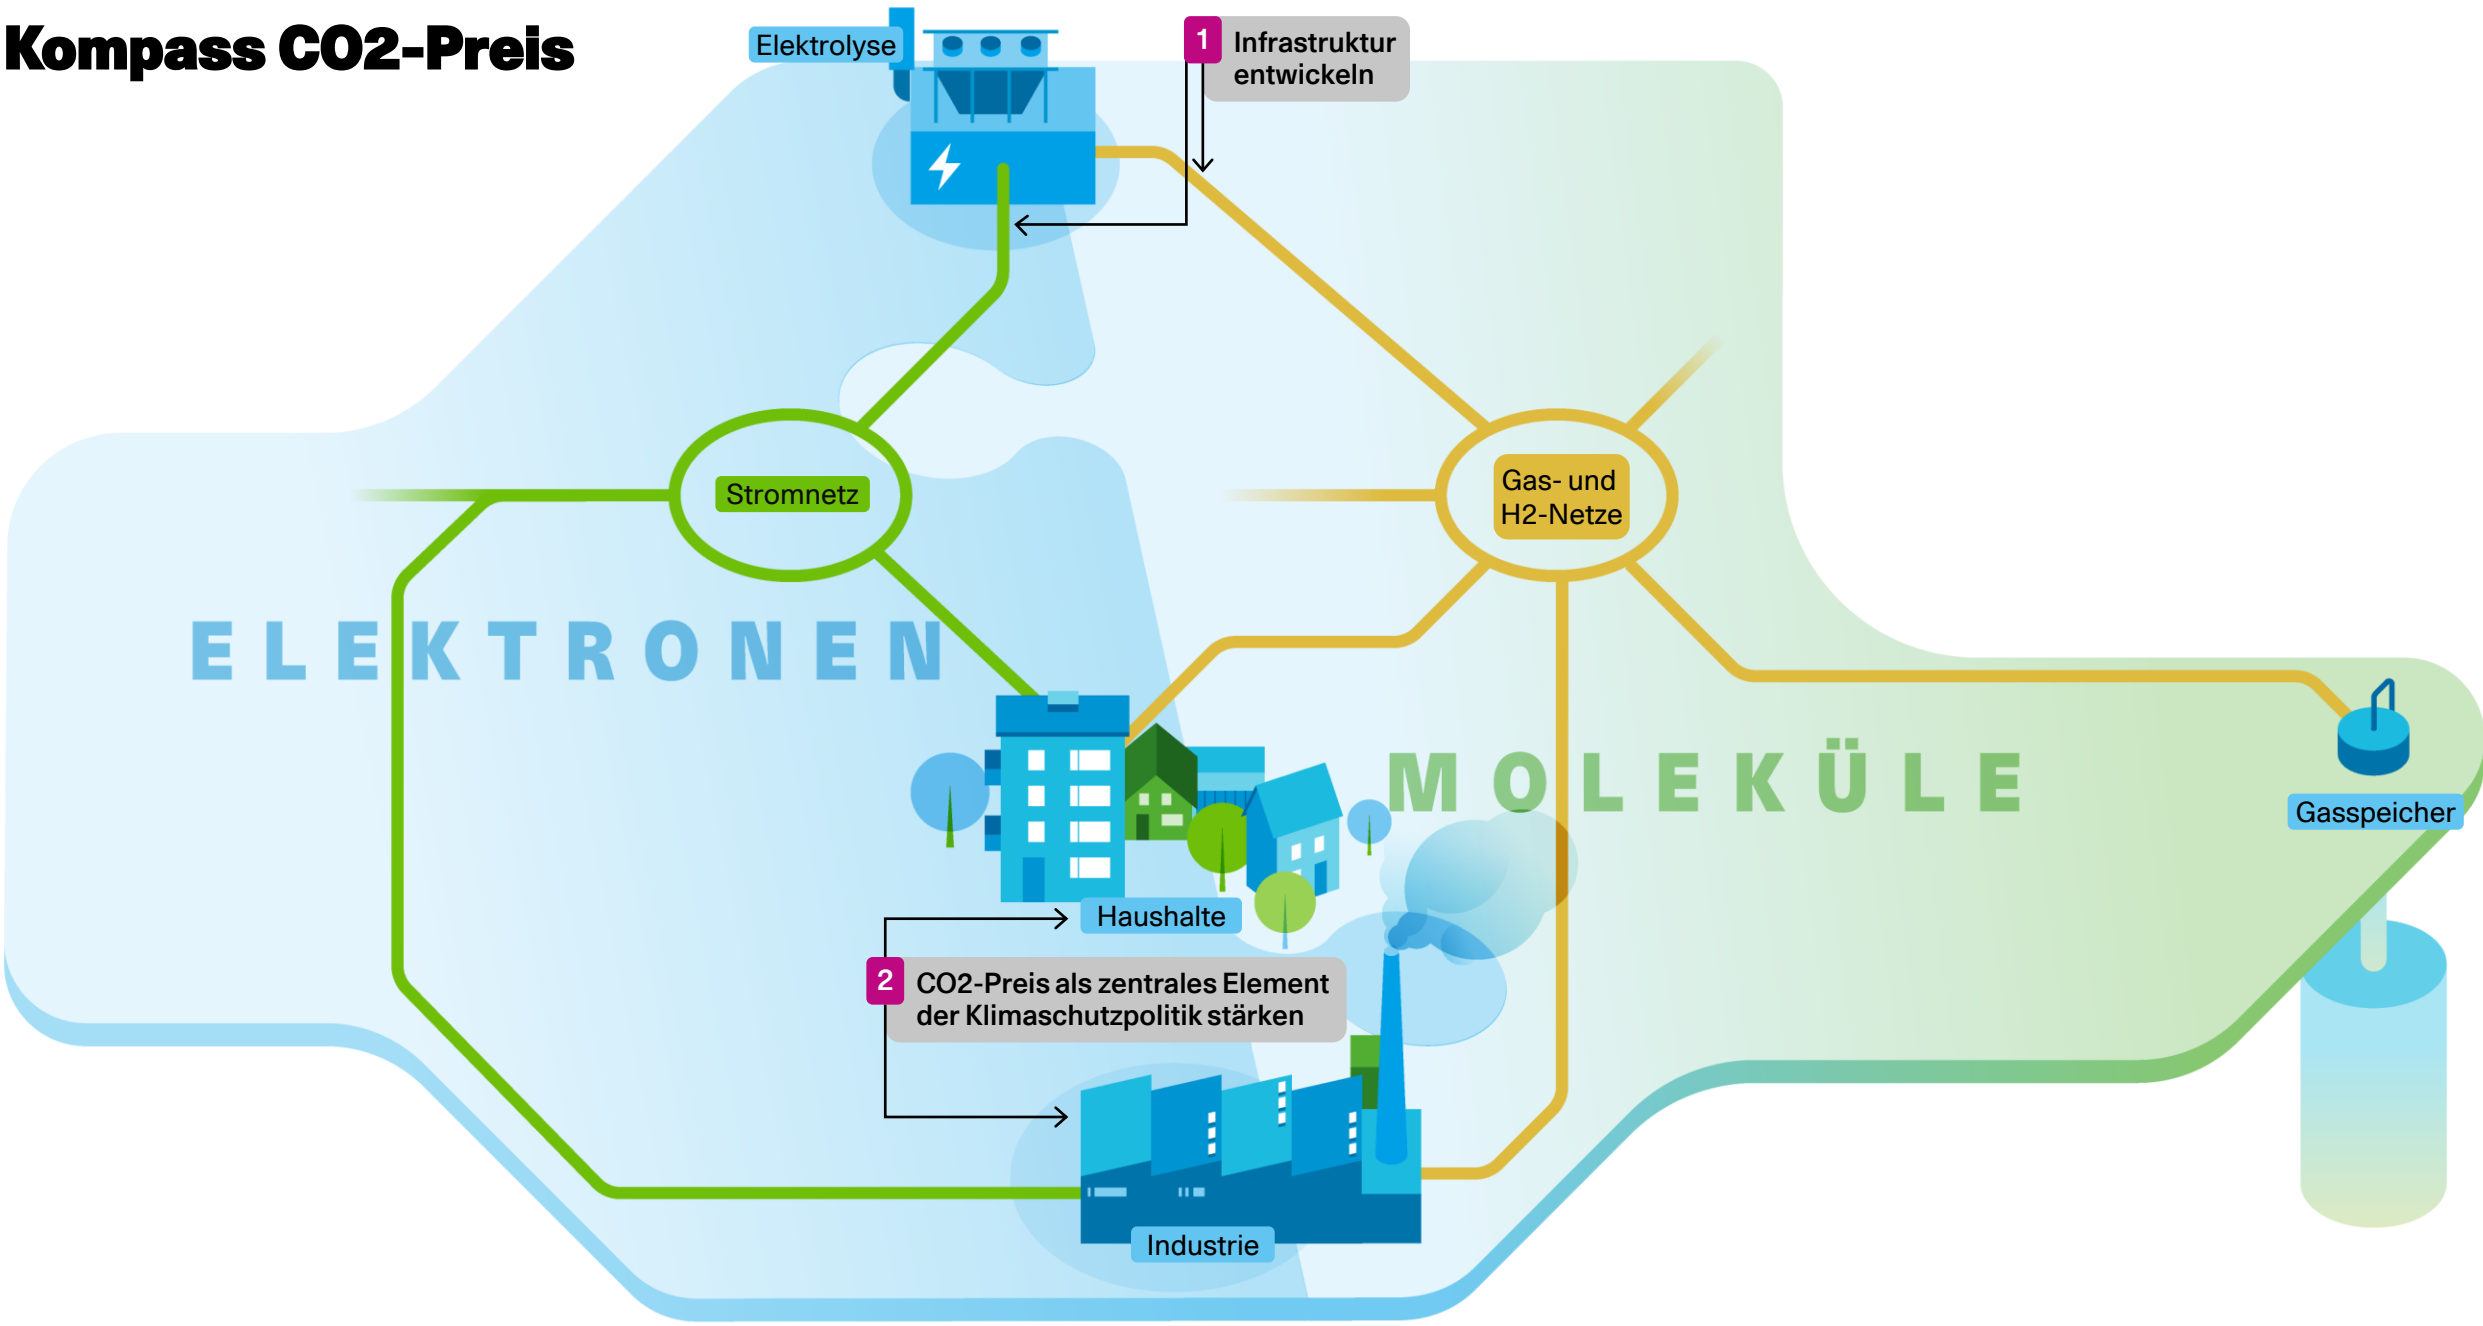 Kompass CO2-Preis
Elektrolyse
1
Infrastruktur
entwickeln
Stromnetz
Gas- und
H2-Netze
ELEKTRONEN
MOLEKÜLE
Gasspeicher
Haushalte
2
CO2-Preis als zentrales Element
der Klimaschutzpolitik stärken
Industrie